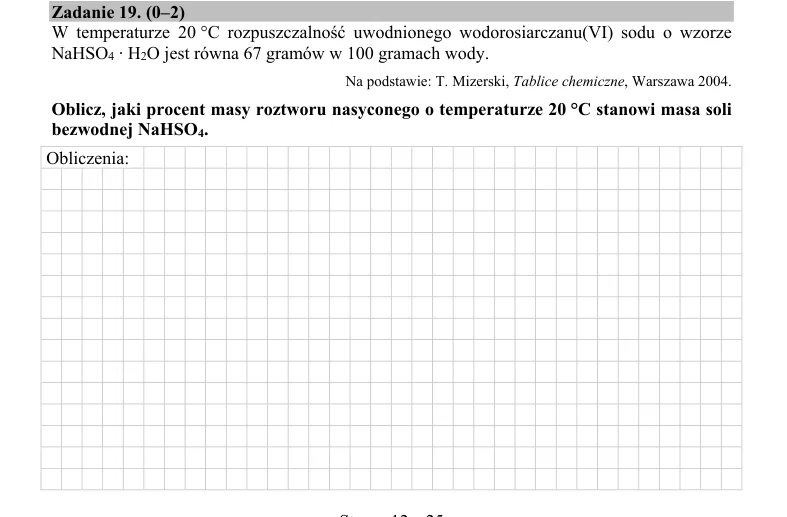 Zadanie 19. (0–2)
W temperaturze 20 °C rozpuszczalność uwodnionego wodorosiarczanu(VI) sodu o wzorze
NaHSO₄ · H₂O jest równa 67 gramów w 100 gramach wody.
Na podstawie: T. Mizerski, Tablice chemiczne, Warszawa 2004.
Oblicz, jaki procent masy roztworu nasyconego o temperaturze 20 °C stanowi masa soli
bezwodnej NaHSO₄.
Obliczenia: